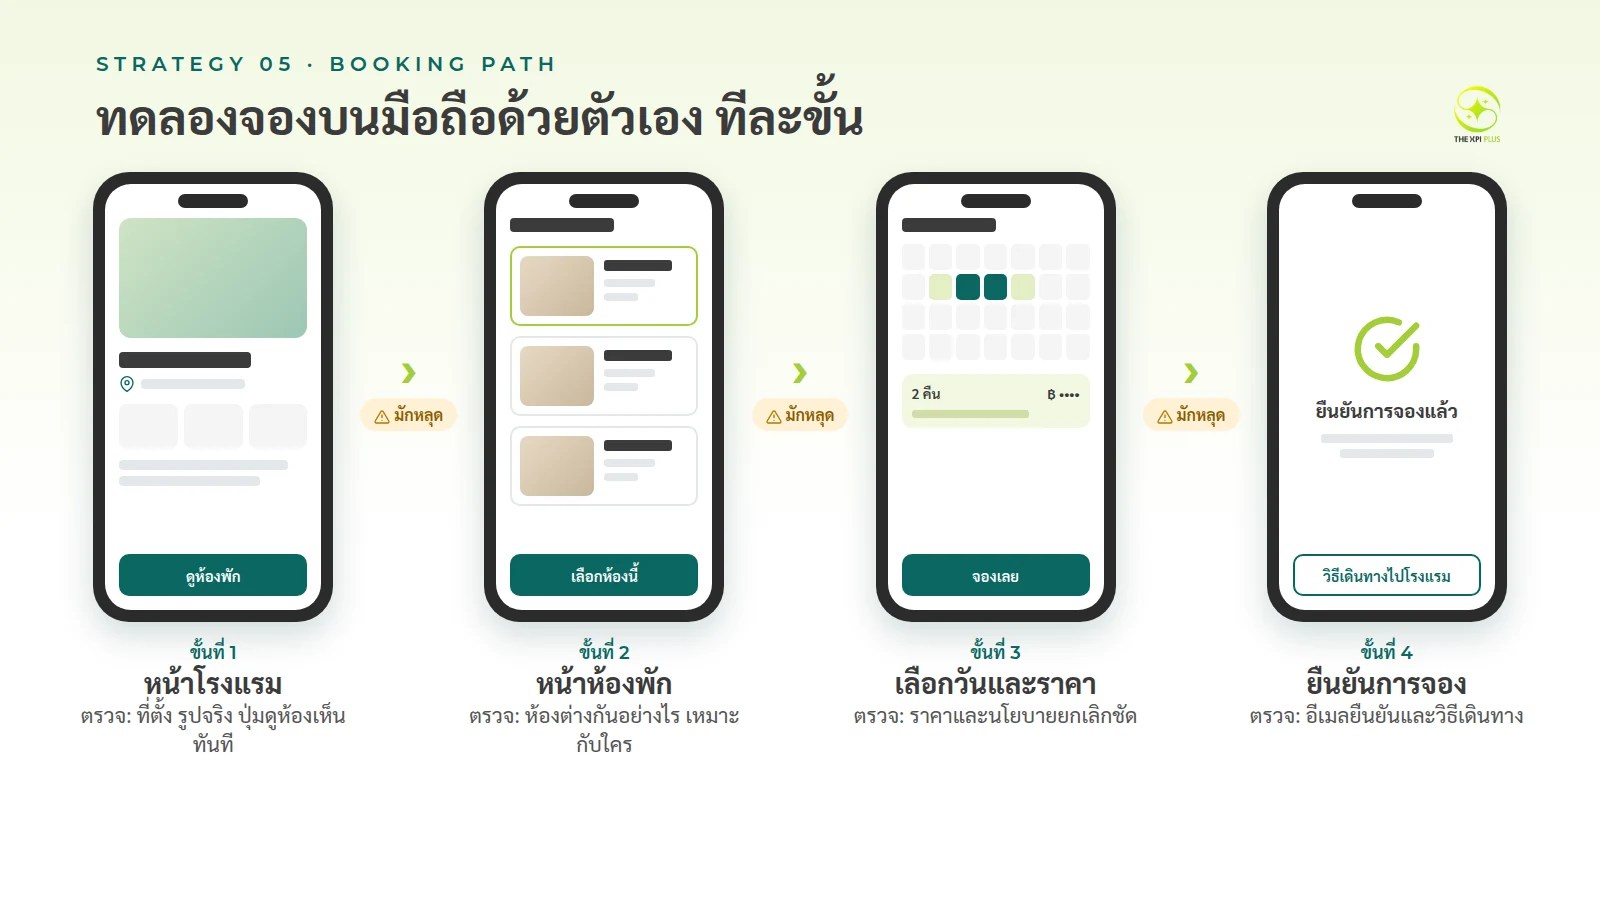 STRATEGY 05 · BOOKING PATH
ทดลองจองบนมือถือด้วยตัวเอง ทีละขั้น
THE XPI PLUS
ดูห้องพัก
› มักหลุด
เลือกห้องนี้
› มักหลุด
2 คืน ฿ ••••
จองเลย
› มักหลุด
ยืนยันการจองแล้ว
วิธีเดินทางไปโรงแรม
ขั้นที่ 1
หน้าโรงแรม
ตรวจ: ที่ตั้ง รูปจริง ปุ่มดูห้องเห็น
ทันที
ขั้นที่ 2
หน้าห้องพัก
ตรวจ: ห้องต่างกันอย่างไร เหมาะ
กับใคร
ขั้นที่ 3
เลือกวันและราคา
ตรวจ: ราคาและนโยบายยกเลิกชัด
ขั้นที่ 4
ยืนยันการจอง
ตรวจ: อีเมลยืนยันและวิธีเดินทาง